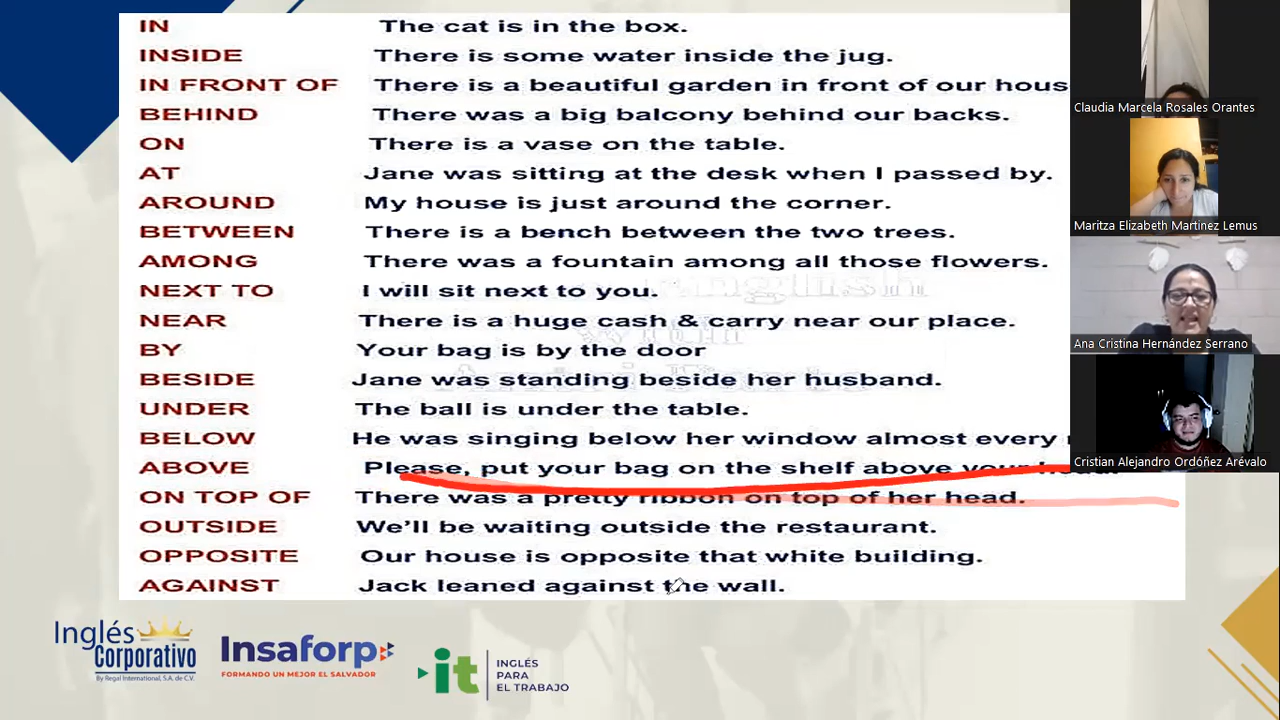 IN The cat is in the box.
INSIDE There is some water inside the jug.
IN FRONT OF There is a beautiful garden in front of our hous
BEHIND There was a big balcony behind our backs.
ON There is a vase on the table.
AT Jane was sitting at the desk when I passed by.
AROUND My house is just around the corner.
BETWEEN There is a bench between the two trees.
AMONG There was a fountain among all those flowers.
NEXT TO I will sit next to you.
NEAR There is a huge cash & carry near our place.
BY Your bag is by the door
BESIDE Jane was standing beside her husband.
UNDER The ball is under the table.
BELOW He was singing below her window almost every
ABOVE Please, put your bag on the shelf above your
ON TOP OF There was a pretty ribbon on top of her head.
OUTSIDE We'll be waiting outside the restaurant.
OPPOSITE Our house is opposite that white building.
AGAINST Jack leaned against the wall.
Claudia Marcela Rosales Orantes
Maritza Elizabeth Martinez Lemus
Ana Cristina Hernández Serrano
Cristian Alejandro Ordóñez Arévalo
Inglés
Corporativo
By Regal International, S.A. de C.V.
Insaforp
FORMANDO UN MEJOR EL SALVADOR
it
INGLÉS
PARA
EL TRABAJO